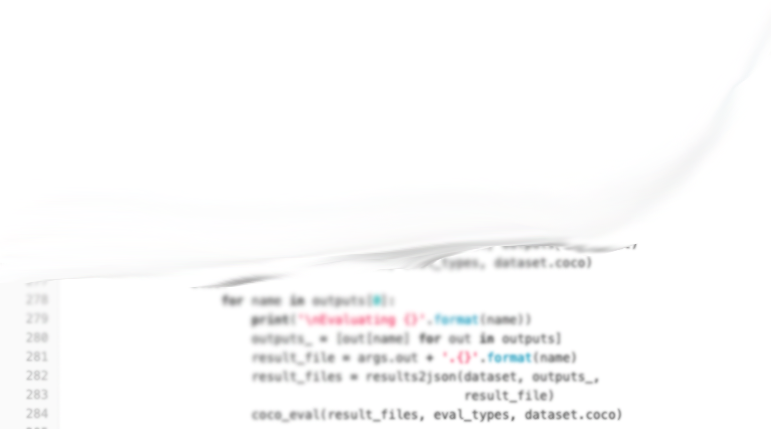 _types, dataset.coco)
278 for name in outputs[0]:
279 print('\nEvaluating {}'.format(name))
280 outputs_ = [out[name] for out in outputs]
281 result_file = args.out + '.{}'.format(name)
282 result_files = results2json(dataset, outputs_,
283 result_file)
284 coco_eval(result_files, eval_types, dataset.coco)